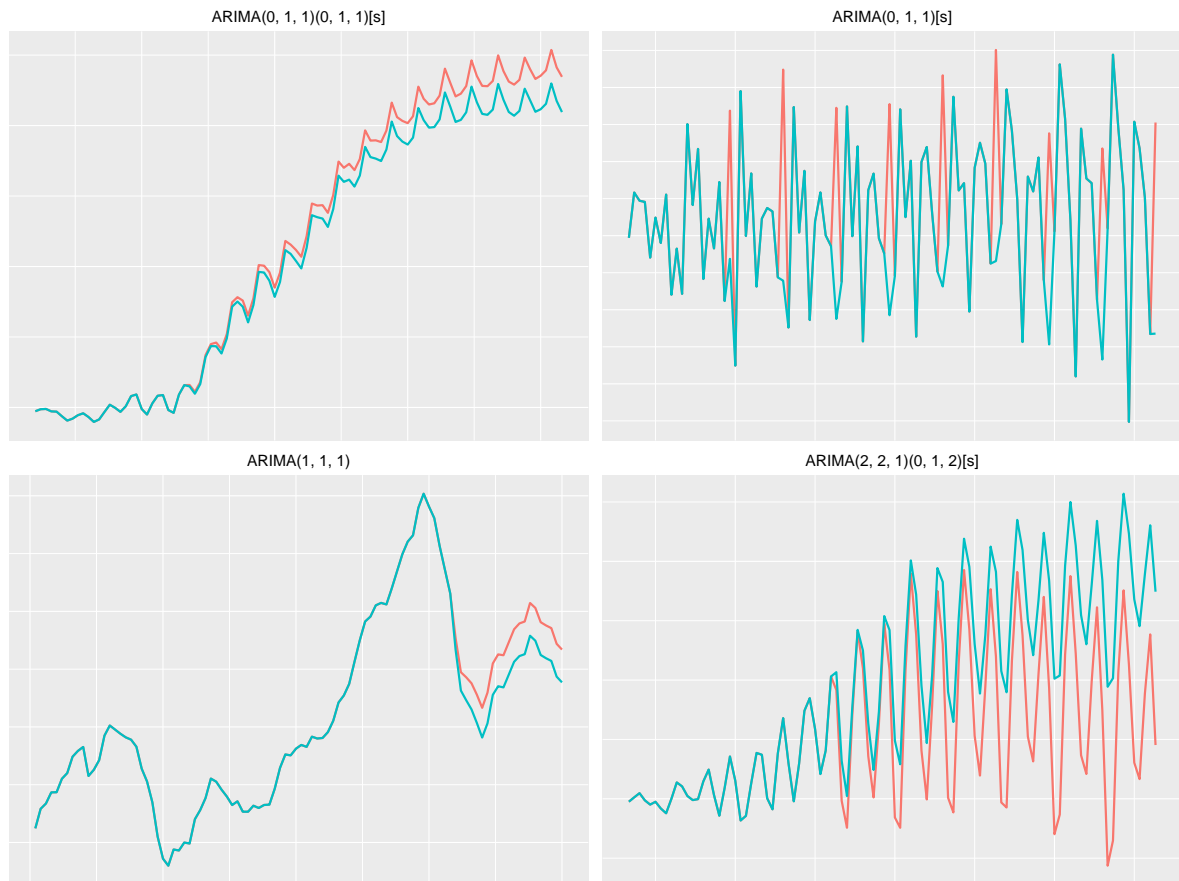 ARIMA(0, 1, 1)(0, 1, 1)[s]
ARIMA(0, 1, 1)[s]
ARIMA(1, 1, 1)
ARIMA(2, 2, 1)(0, 1, 2)[s]